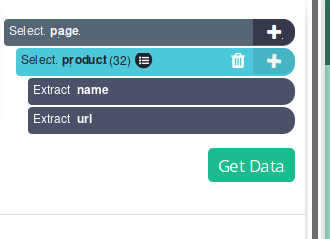 Select page.
Select product (32)
Extract name
Extract url
Get Data